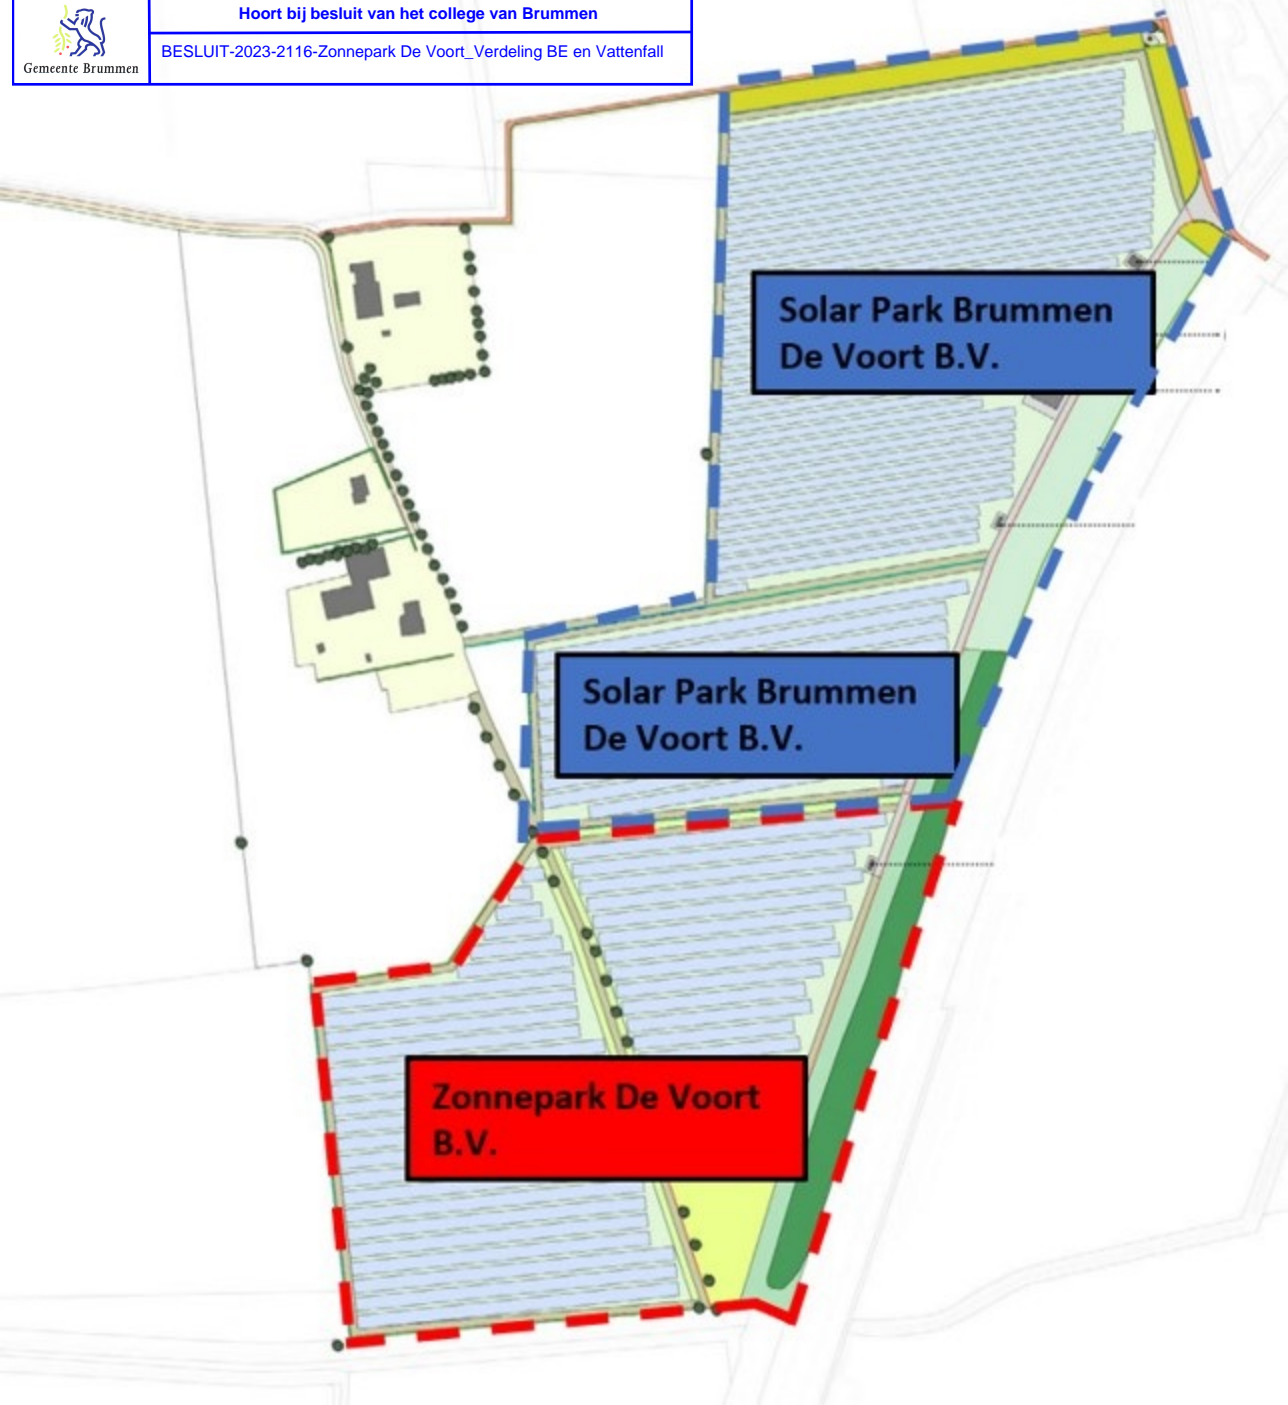 Hoort bij besluit van het college van Brummen
BESLUIT-2023-2116-Zonnepark De Voort_Verdeling BE en Vattenfall
Gemeente Brummen
Solar Park Brummen
De Voort B.V.
Solar Park Brummen
De Voort B.V.
Zonnepark De Voort
B.V.